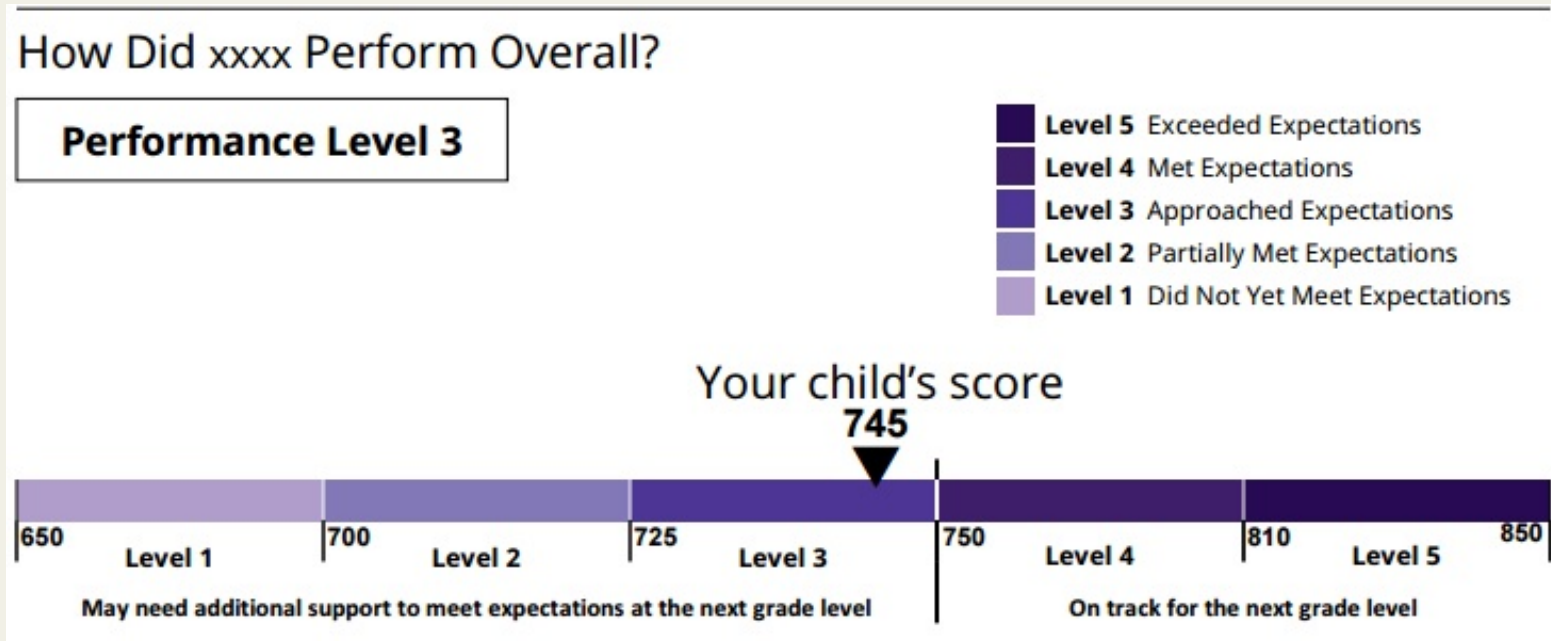 How Did xxxx Perform Overall?
Performance Level 3
Level 5 Exceeded Expectations
Level 4 Met Expectations
Level 3 Approached Expectations
Level 2 Partially Met Expectations
Level 1 Did Not Yet Meet Expectations
Your child's score
745
650 700 725 750 810 850
Level 1 Level 2 Level 3 Level 4 Level 5
May need additional support to meet expectations at the next grade level On track for the next grade level